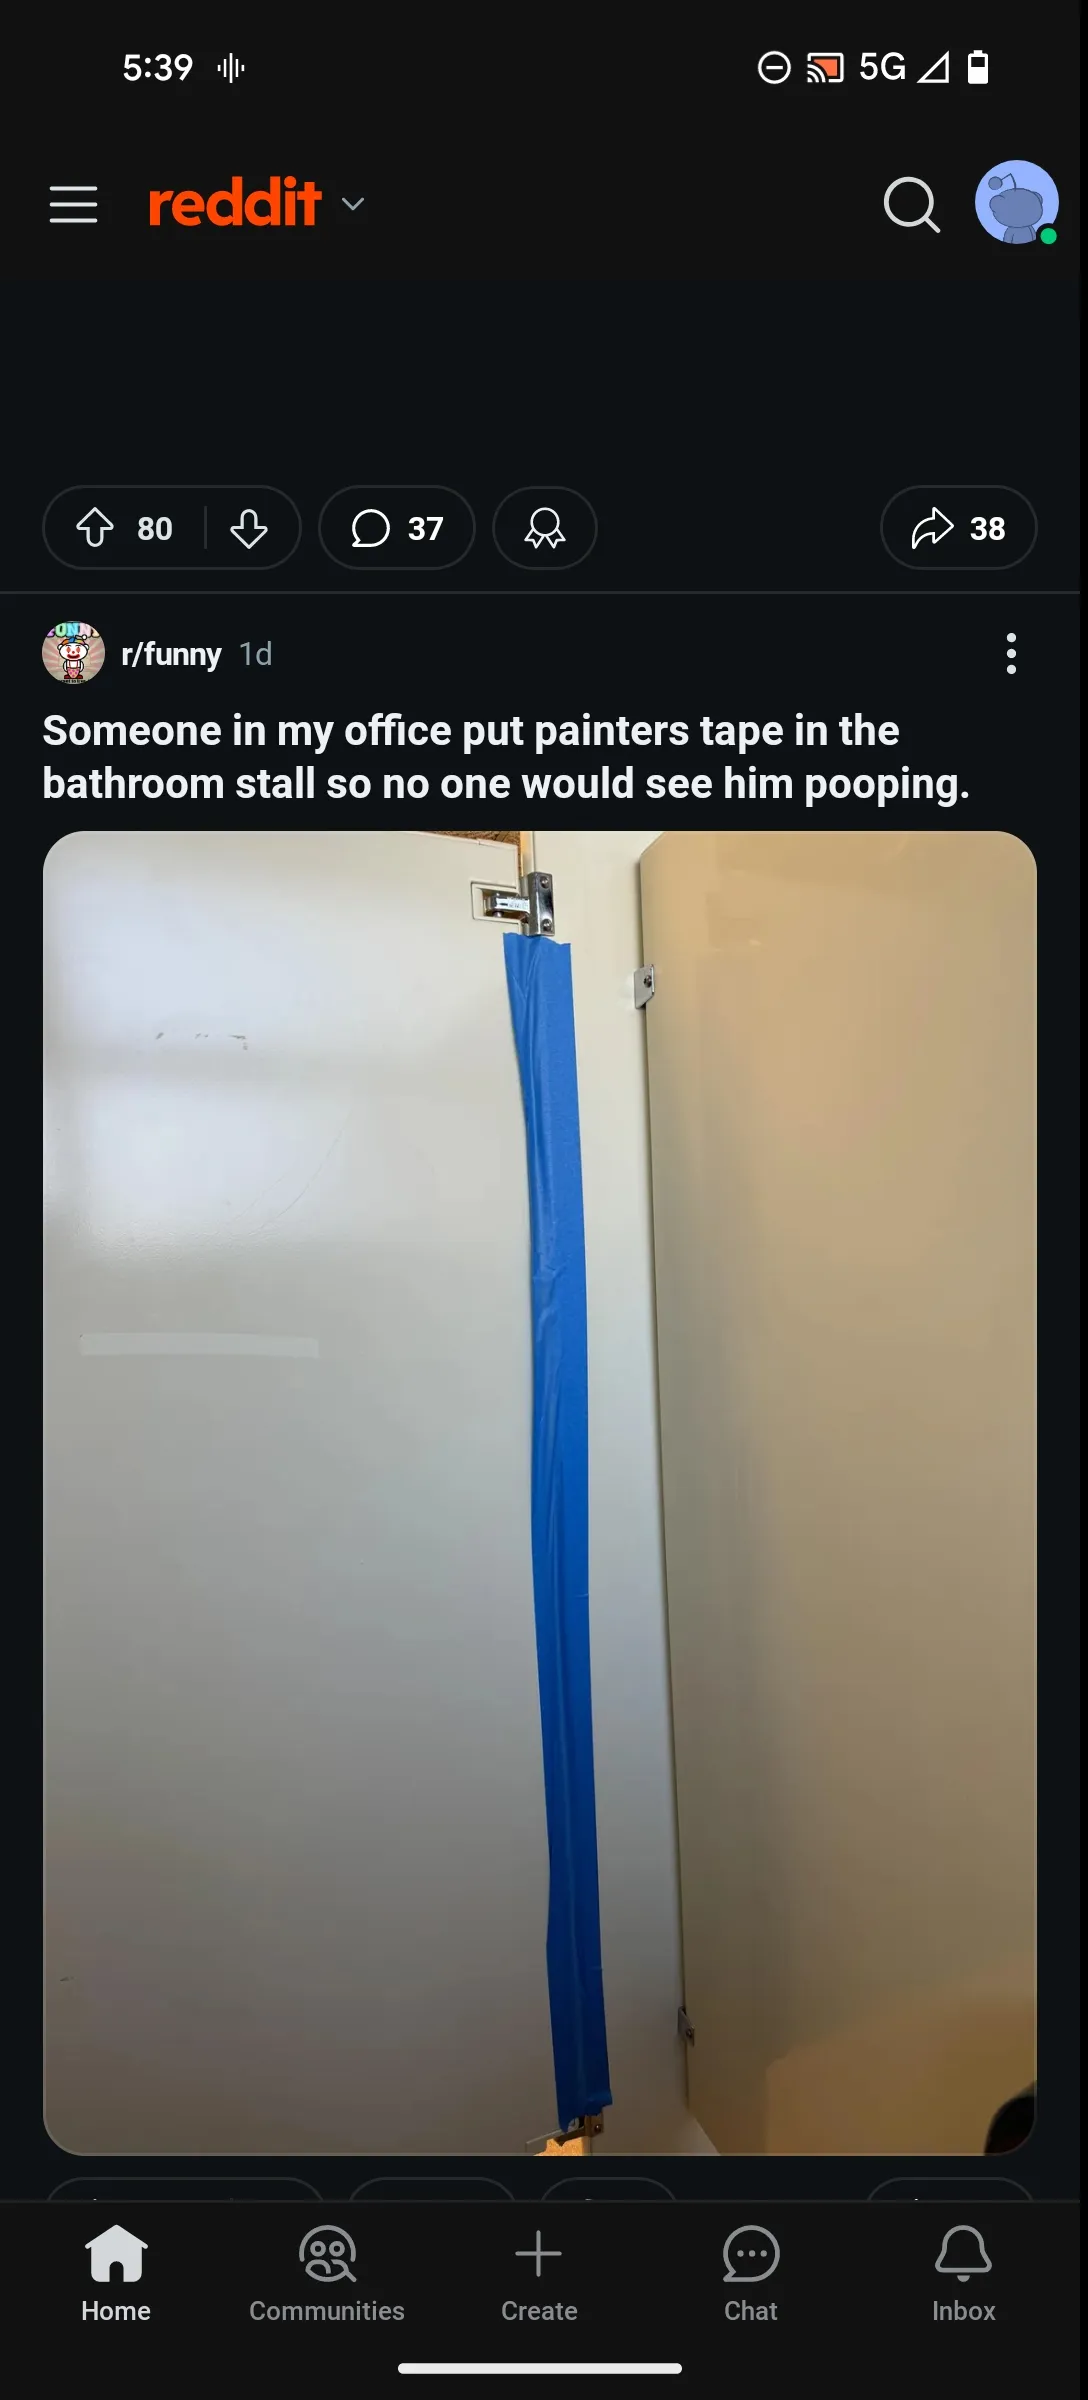 5:39 5G
reddit
80 37 38
r/funny 1d
Someone in my office put painters tape in the
bathroom stall so no one would see him pooping.
Home Communities Create Chat Inbox